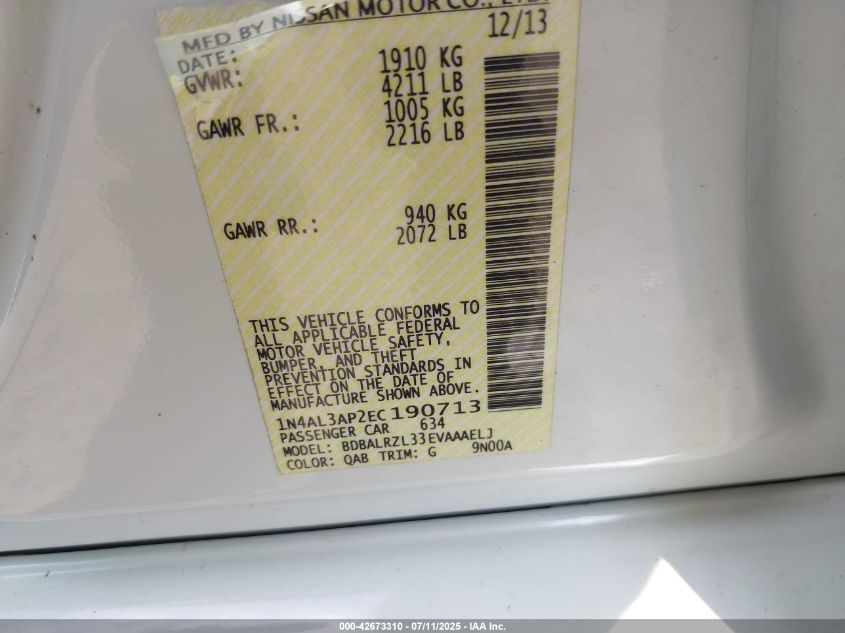 MFD BY NISSAN MOTOR CO., LTD.
DATE: 12/13
GVWR: 1910 KG
4211 LB
GAWR FR.: 1005 KG
2216 LB
GAWR RR.: 940 KG
2072 LB
THIS VEHICLE CONFORMS TO
ALL APPLICABLE FEDERAL
MOTOR VEHICLE SAFETY,
BUMPER, AND THEFT
PREVENTION STANDARDS IN
EFFECT ON THE DATE OF
MANUFACTURE SHOWN ABOVE.
1N4AL3AP2EC190713
PASSENGER CAR 634
MODEL: BDBALRZL33EVAAAELJ
COLOR: QAB TRIM: G 9N00A
000-42673310 - 07/11/2025 - IAA Inc.